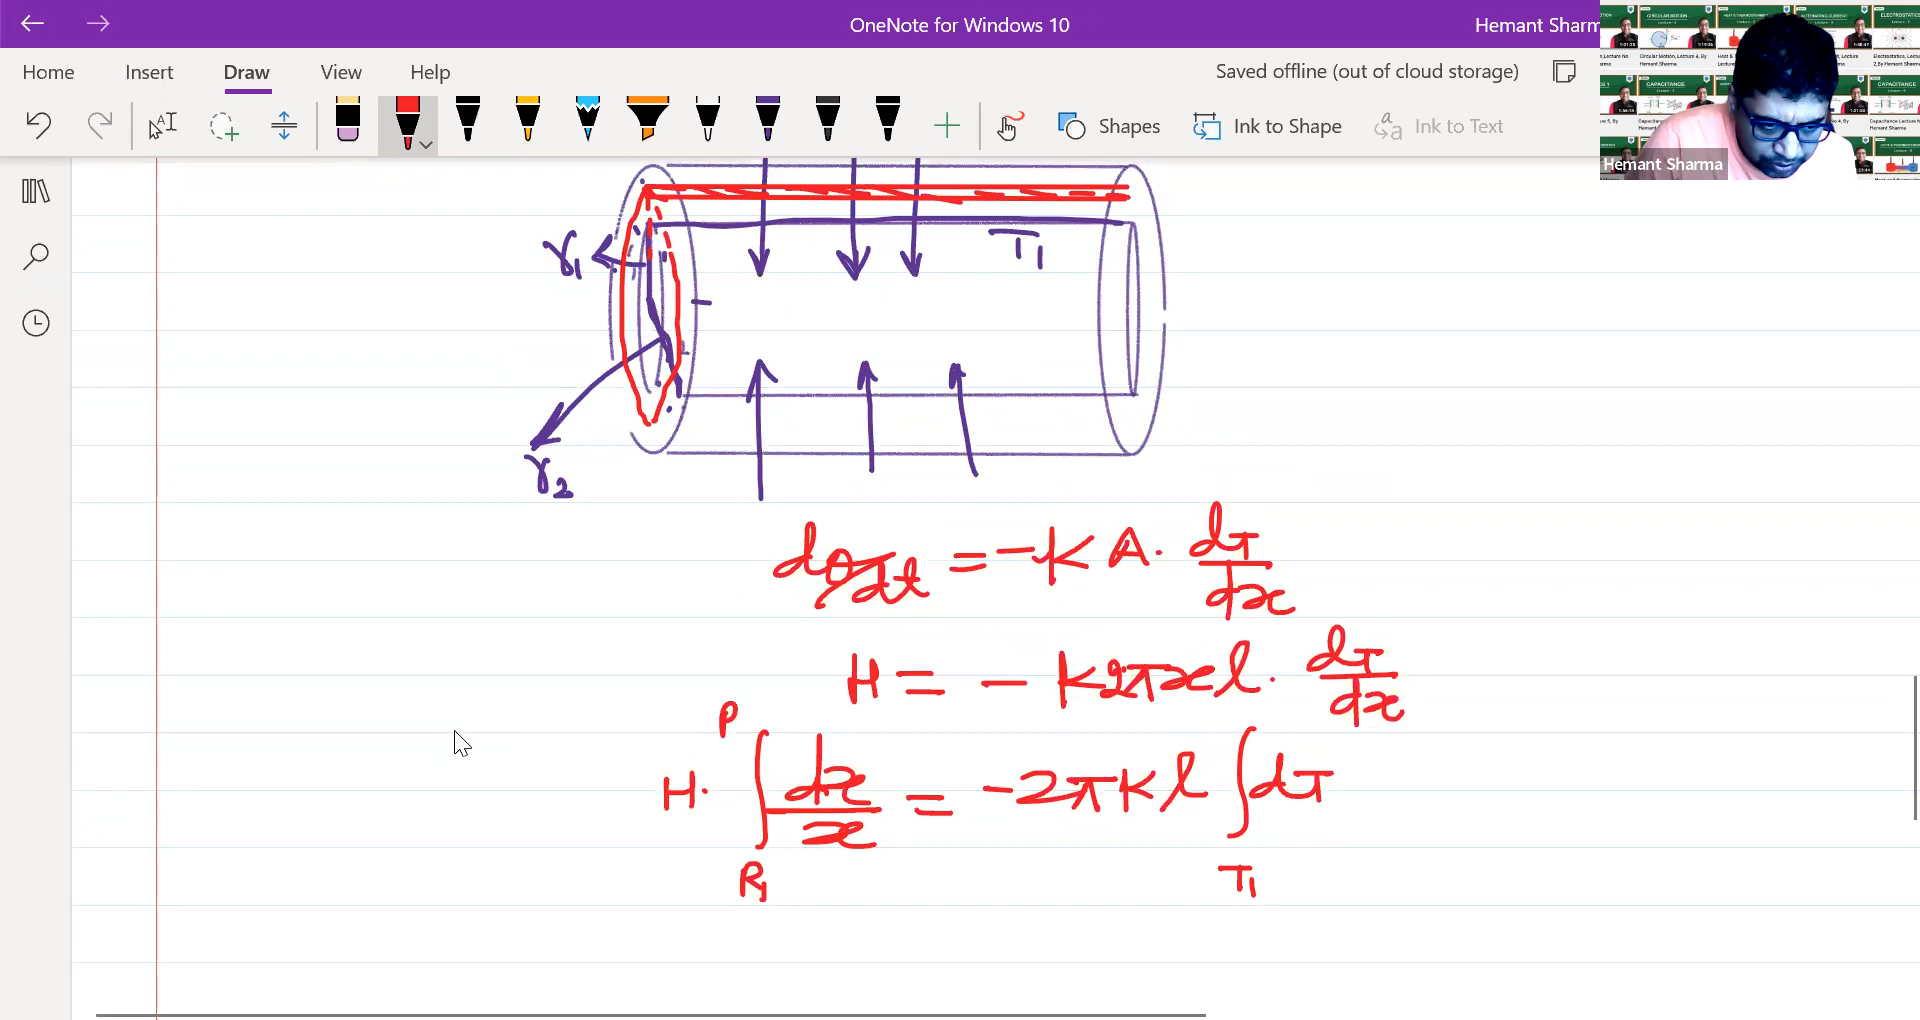 OneNote for Windows 10
Hemant Sharm
Home Insert Draw View Help
Saved offline (out of cloud storage)
Shapes Ink to Shape Ink to Text
Hemant Sharma
r₁
T₁
r₂
dQ/dt = -KA. dT/dx
H = - K2πxl. dT/dx
H. ∫ dx/x = -2πKl ∫ dT
R₁ T₁